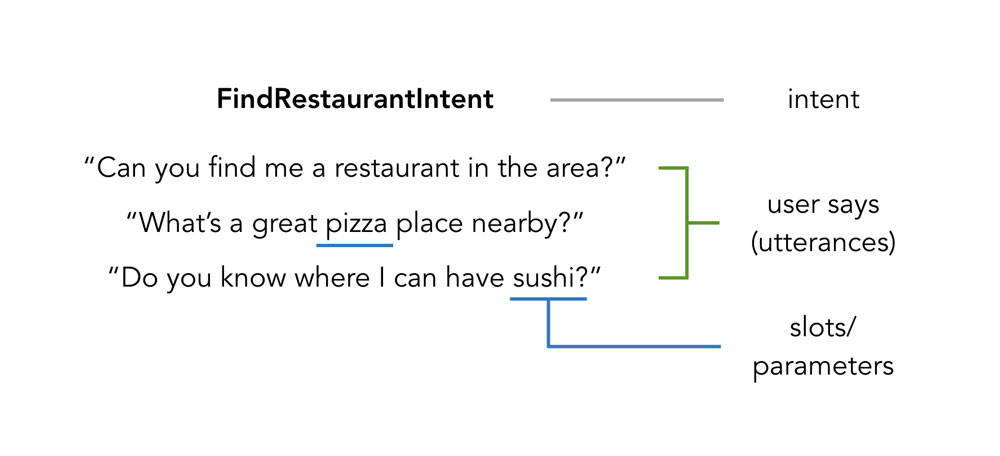 FindRestaurantIntent
intent
“Can you find me a restaurant in the area?”
“What’s a great pizza place nearby?”
“Do you know where I can have sushi?”
user says
(utterances)
slots/
parameters